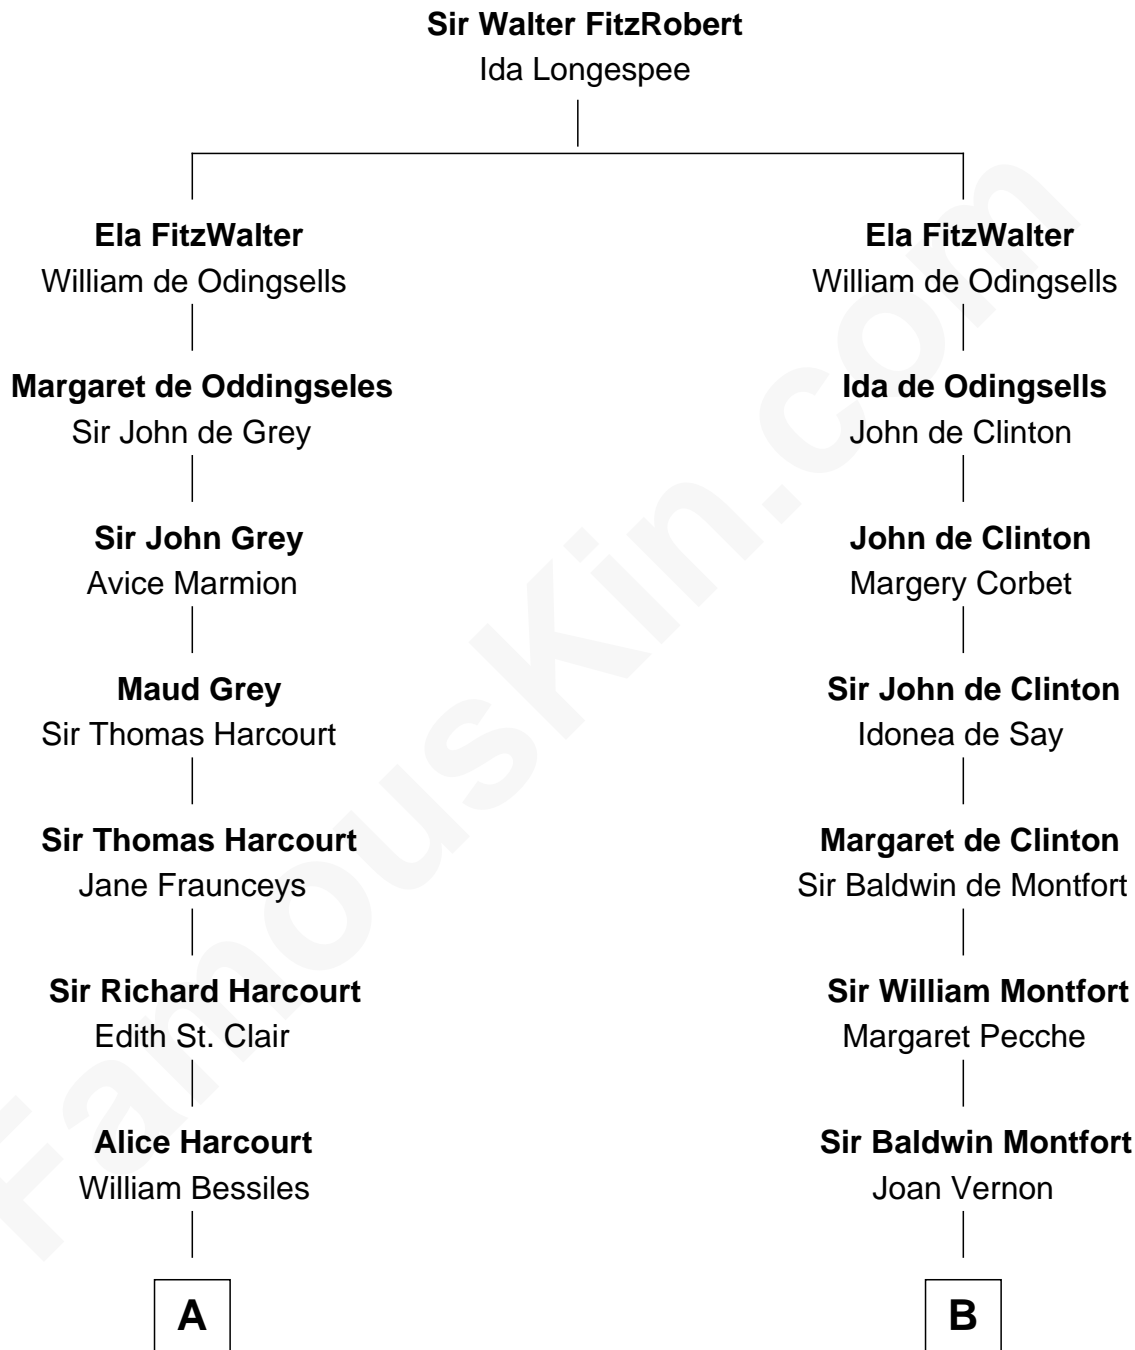 Sir Walter FitzRobert
Ida Longespee
Ela FitzWalter
William de Odingsells
Margaret de Oddingseles
Sir John de Grey
Sir John Grey
Avice Marmion
Maud Grey
Sir Thomas Harcourt
Sir Thomas Harcourt
Jane Fraunceys
Sir Richard Harcourt
Edith St. Clair
Alice Harcourt
William Bessiles
A
Ela FitzWalter
William de Odingsells
Ida de Odingsells
John de Clinton
John de Clinton
Margery Corbet
Sir John de Clinton
Idonea de Say
Margaret de Clinton
Sir Baldwin de Montfort
Sir William Montfort
Margaret Pecche
Sir Baldwin Montfort
Joan Vernon
B
FamousKin.com